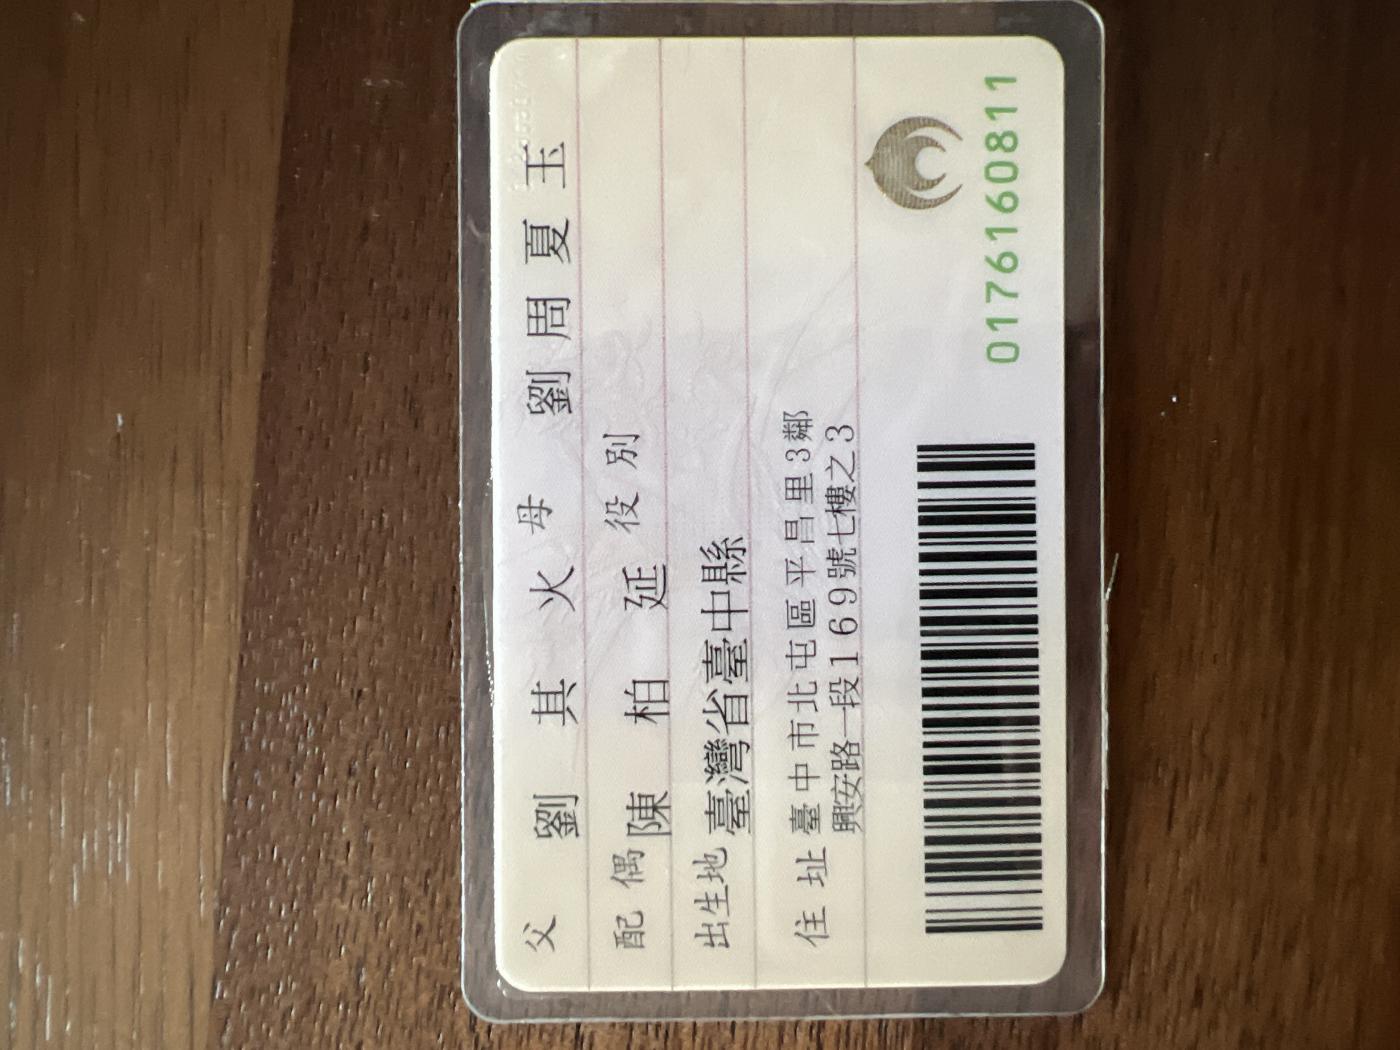 父 劉其火 母 劉周夏玉
配偶 陳柏延 役別
出生地 臺灣省臺中縣
住址 臺中市北屯區平昌里3鄰
興安路一段169號七樓之3
0176160811